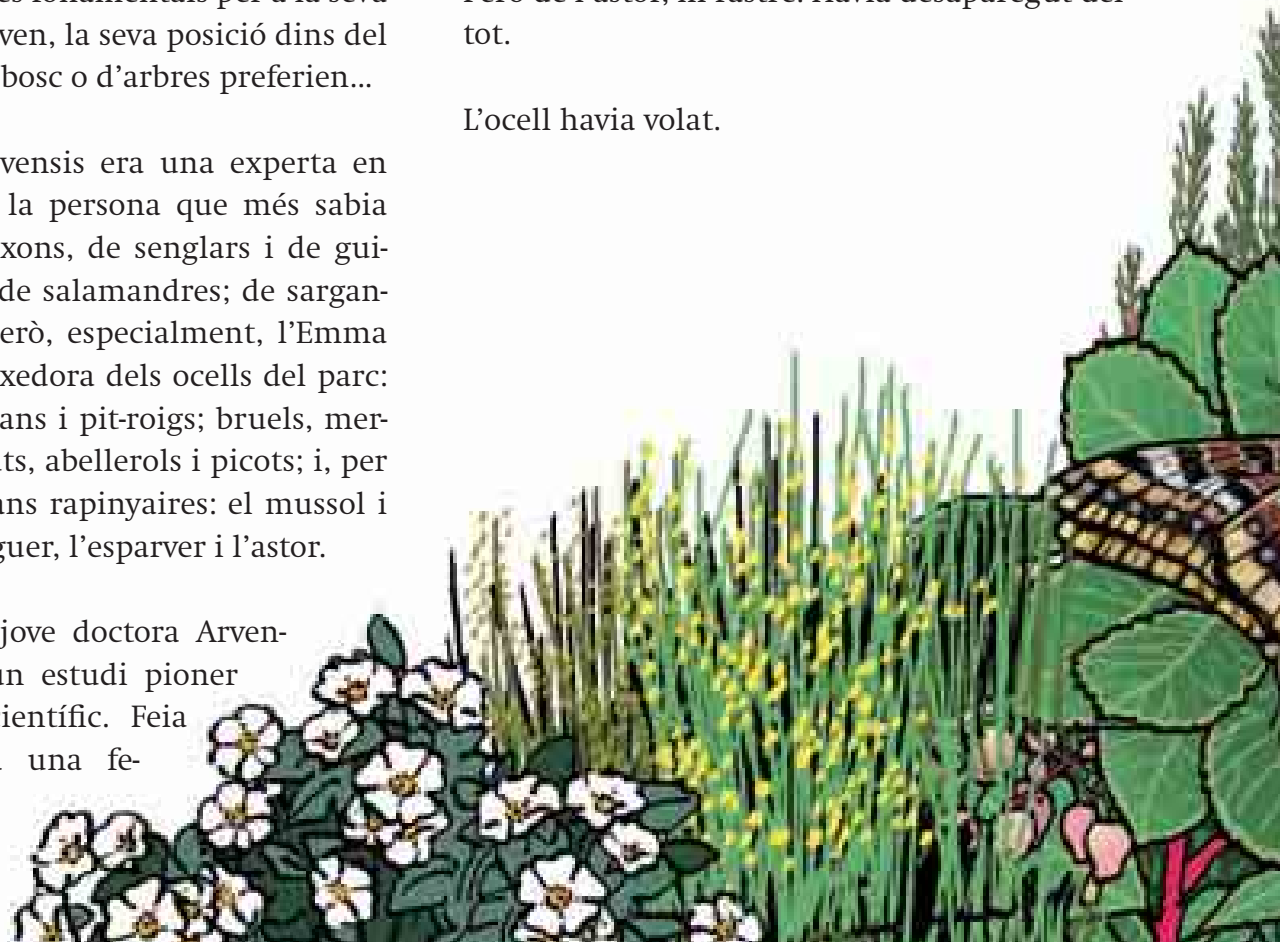 ven, la seva posició dins del
bosc o d'arbres preferien...
vensis era una experta en
la persona que més sabia
xons, de senglars i de gui-
de salamandres; de sargan-
erò, especialment, l'Emma
xedora dels ocells del parc:
ans i pit-roigs; bruels, mer-
ts, abellerols i picots; i, per
ns rapinyaires: el mussol i
guer, l'esparver i l'astor.
jove doctora Arven-
un estudi pioner
ientífic. Feia
una fe-
tot.
L'ocell havia volat.